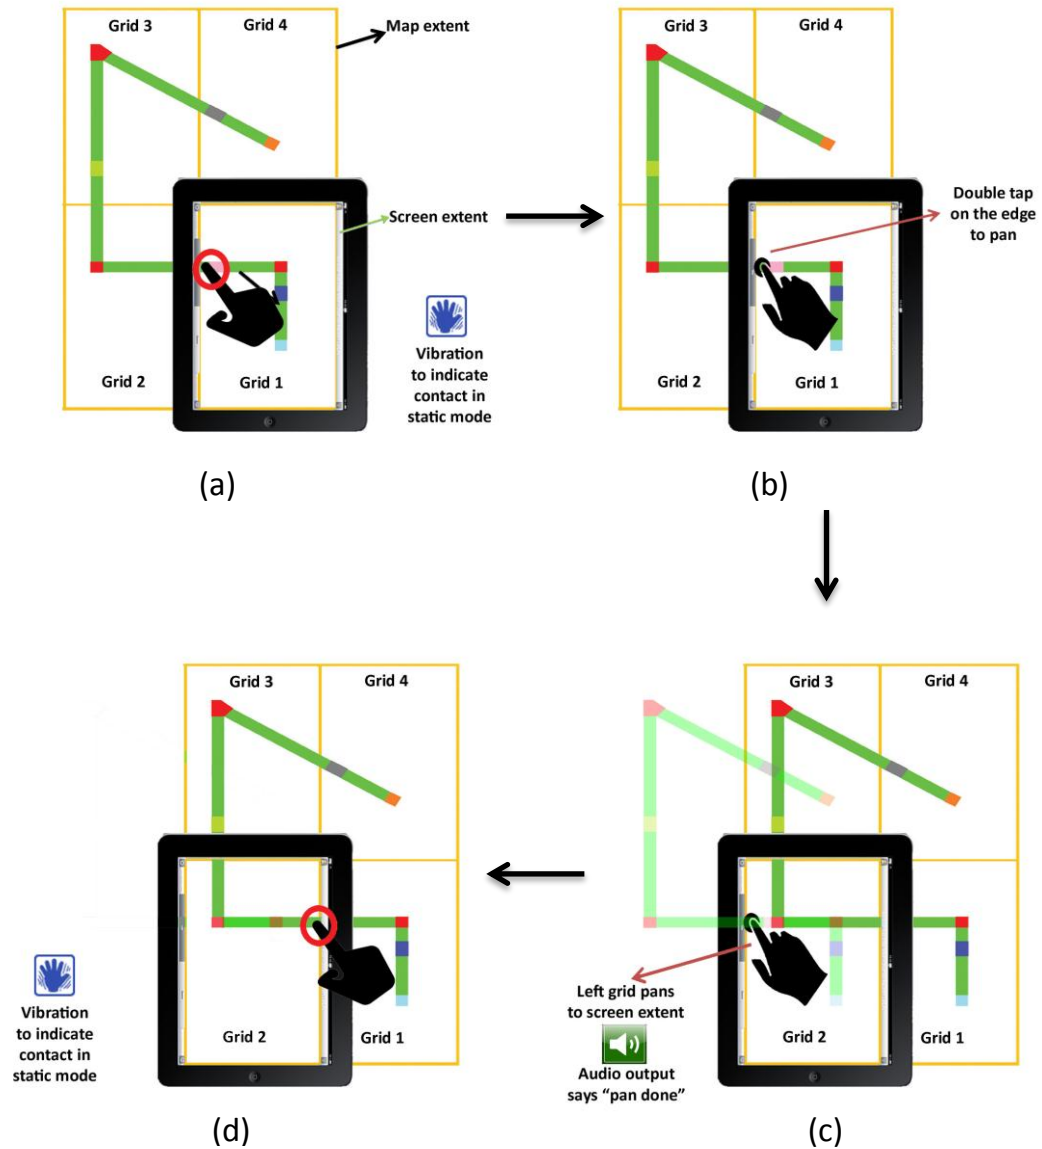 Grid 3
Grid 4
Map extent
Screen extent
Vibration
to indicate
contact in
static mode
Grid 2
Grid 1
(a)
Grid 3
Grid 4
Double tap
on the edge
to pan
Grid 2
Grid 1
(b)
Grid 3
Grid 4
Vibration
to indicate
contact in
static mode
Grid 2
Grid 1
(d)
Grid 3
Grid 4
Left grid pans
to screen extent
Audio output
says “pan done”
Grid 2
Grid 1
(c)